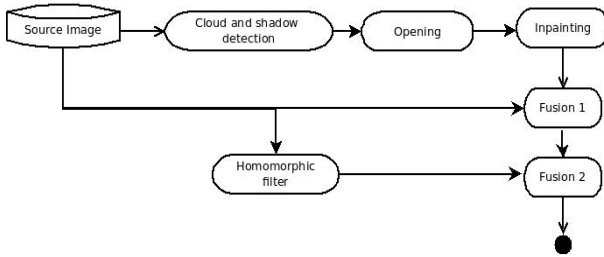 Source Image
Cloud and shadow
detection
Opening
Inpainting
Fusion 1
Homomorphic
filter
Fusion 2